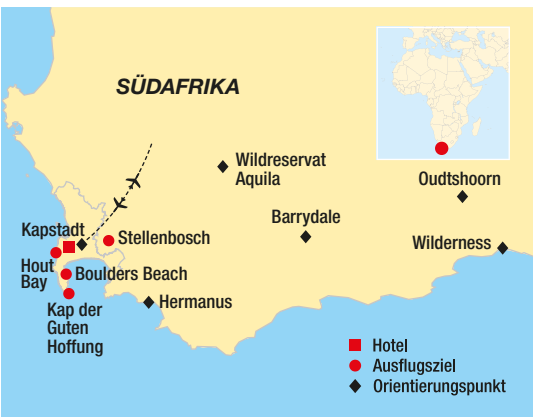 SÜDAFRIKA
Wildreservat
Aquila
Oudtshoorn
Barrydale
Kapstadt
Stellenbosch
Wilderness
Hout
Bay
Boulders Beach
Hermanus
Kap der
Guten
Hoffung
Hotel
Ausflugsziel
Orientierungspunkt